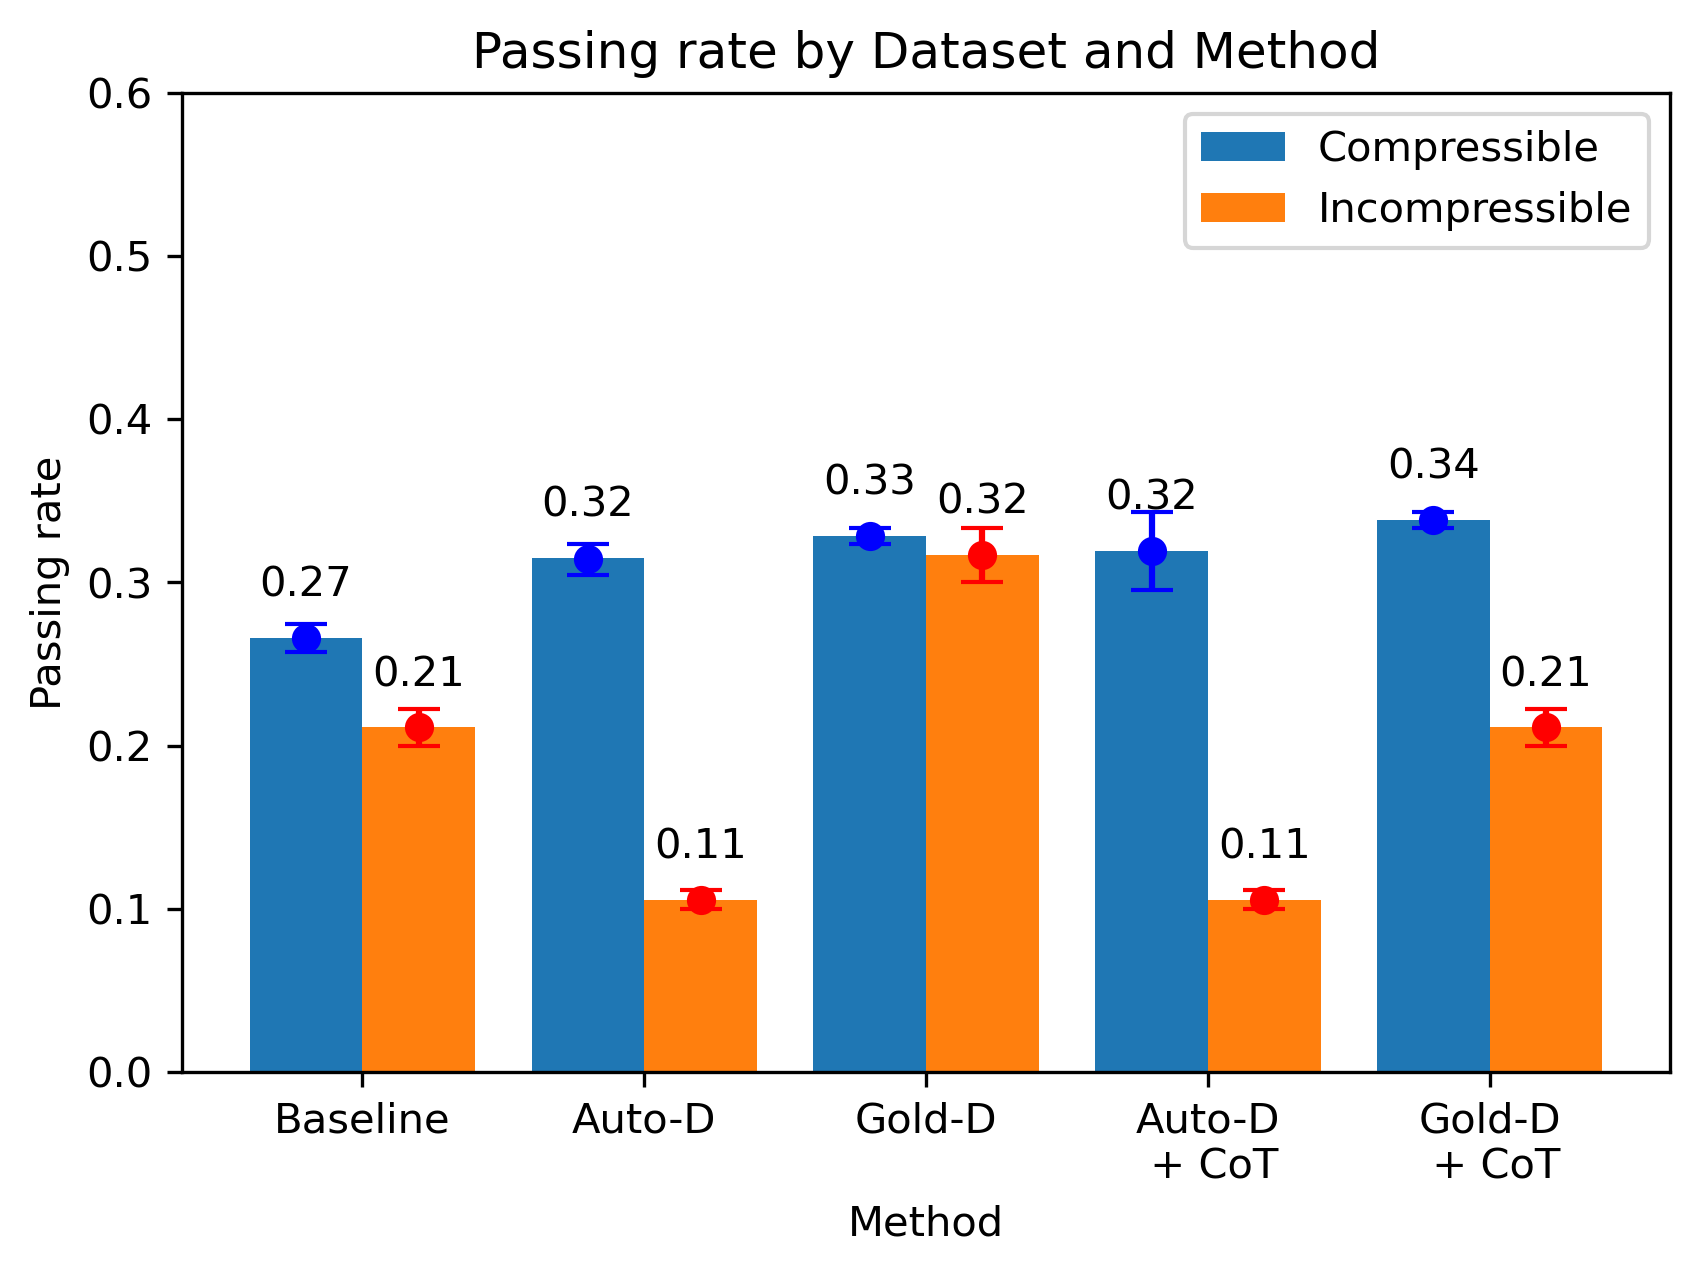 Passing rate by Dataset and Method
0.6
0.5
0.4
0.3
0.2
0.1
0.0
Passing rate
Compressible
Incompressible
0.27
0.21
0.32
0.11
0.33
0.32
0.32
0.11
0.34
0.21
Baseline
Auto-D
Gold-D
Auto-D
+ CoT
Gold-D
+ CoT
Method